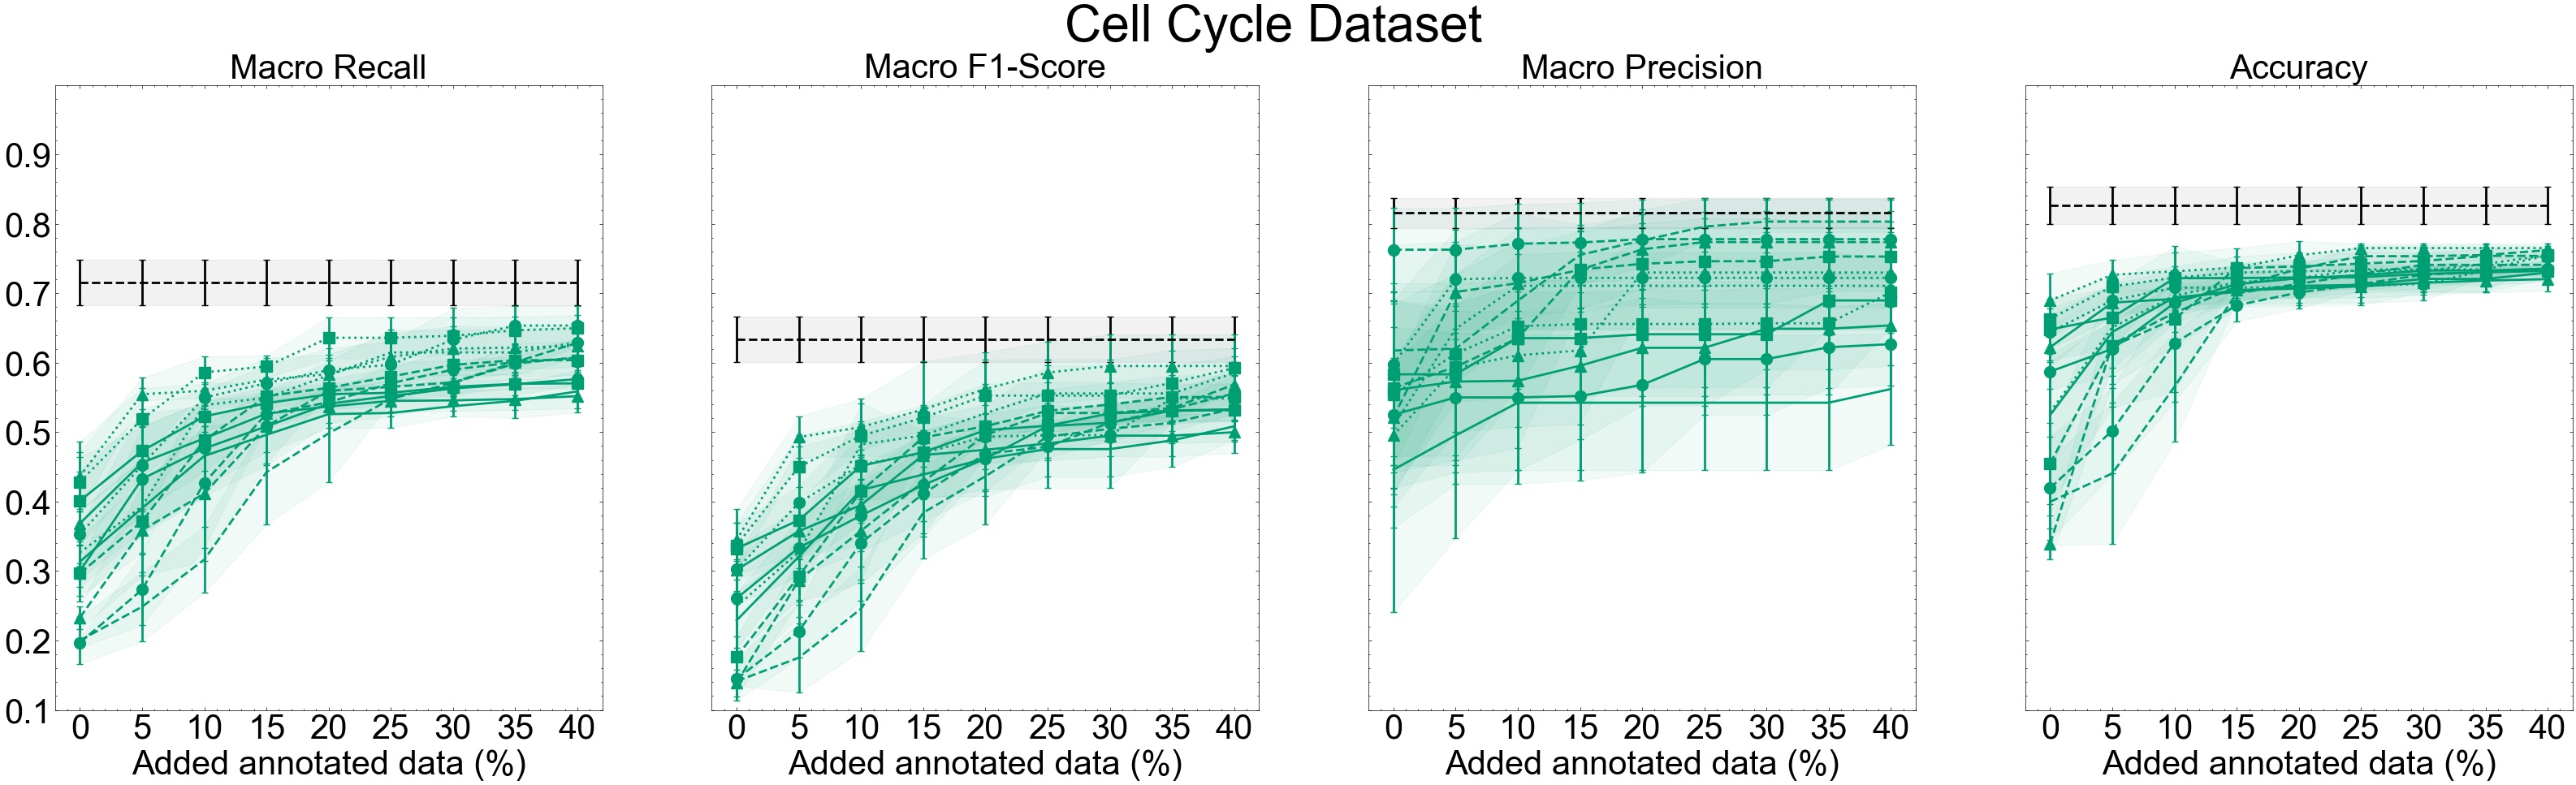 Cell Cycle Dataset
Macro Recall Macro F1-Score Macro Precision Accuracy
0.9
0.8
0.7
0.6
0.5
0.4
0.3
0.2
0.1
0 5 10 15 20 25 30 35 40 0 5 10 15 20 25 30 35 40 0 5 10 15 20 25 30 35 40 0 5 10 15 20 25 30 35 40
Added annotated data (%) Added annotated data (%) Added annotated data (%) Added annotated data (%)